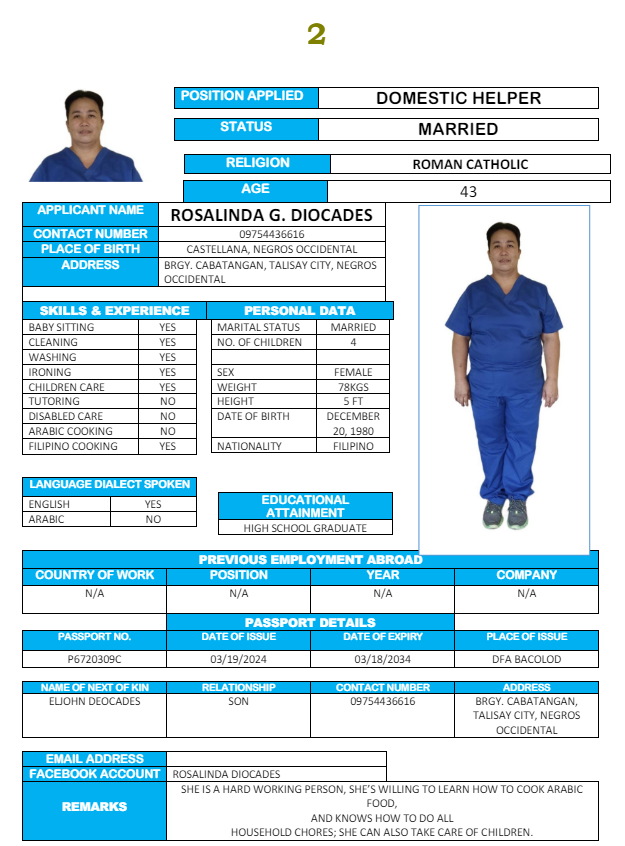 2
POSITION APPLIED DOMESTIC HELPER
STATUS MARRIED
RELIGION ROMAN CATHOLIC
AGE 43
APPLICANT NAME ROSALINDA G. DIOCADES
CONTACT NUMBER 09754436616
PLACE OF BIRTH CASTELLANA, NEGROS OCCIDENTAL
ADDRESS BRGY. CABATANGAN, TALISAY CITY, NEGROS
OCCIDENTAL
SKILLS & EXPERIENCE PERSONAL DATA
BABY SITTING YES MARITAL STATUS MARRIED
CLEANING YES NO. OF CHILDREN 4
WASHING YES
IRONING YES SEX FEMALE
CHILDREN CARE YES WEIGHT 78KGS
TUTORING NO HEIGHT 5 FT
DISABLED CARE NO DATE OF BIRTH DECEMBER
ARABIC COOKING NO 20, 1980
FILIPINO COOKING YES NATIONALITY FILIPINO
LANGUAGE DIALECT SPOKEN
ENGLISH YES
ARABIC NO
EDUCATIONAL
ATTAINMENT
HIGH SCHOOL GRADUATE
PREVIOUS EMPLOYMENT ABROAD
COUNTRY OF WORK POSITION YEAR COMPANY
N/A N/A N/A N/A
PASSPORT DETAILS
PASSPORT NO. DATE OF ISSUE DATE OF EXPIRY PLACE OF ISSUE
P6720309C 03/19/2024 03/18/2034 DFA BACOLOD
NAME OF NEXT OF KIN RELATIONSHIP CONTACT NUMBER ADDRESS
ELJOHN DEOCADES SON 09754436616 BRGY. CABATANGAN,
TALISAY CITY, NEGROS
OCCIDENTAL
EMAIL ADDRESS
FACEBOOK ACCOUNT ROSALINDA DIOCADES
REMARKS SHE IS A HARD WORKING PERSON, SHE'S WILLING TO LEARN HOW TO COOK ARABIC
FOOD,
AND KNOWS HOW TO DO ALL
HOUSEHOLD CHORES; SHE CAN ALSO TAKE CARE OF CHILDREN.